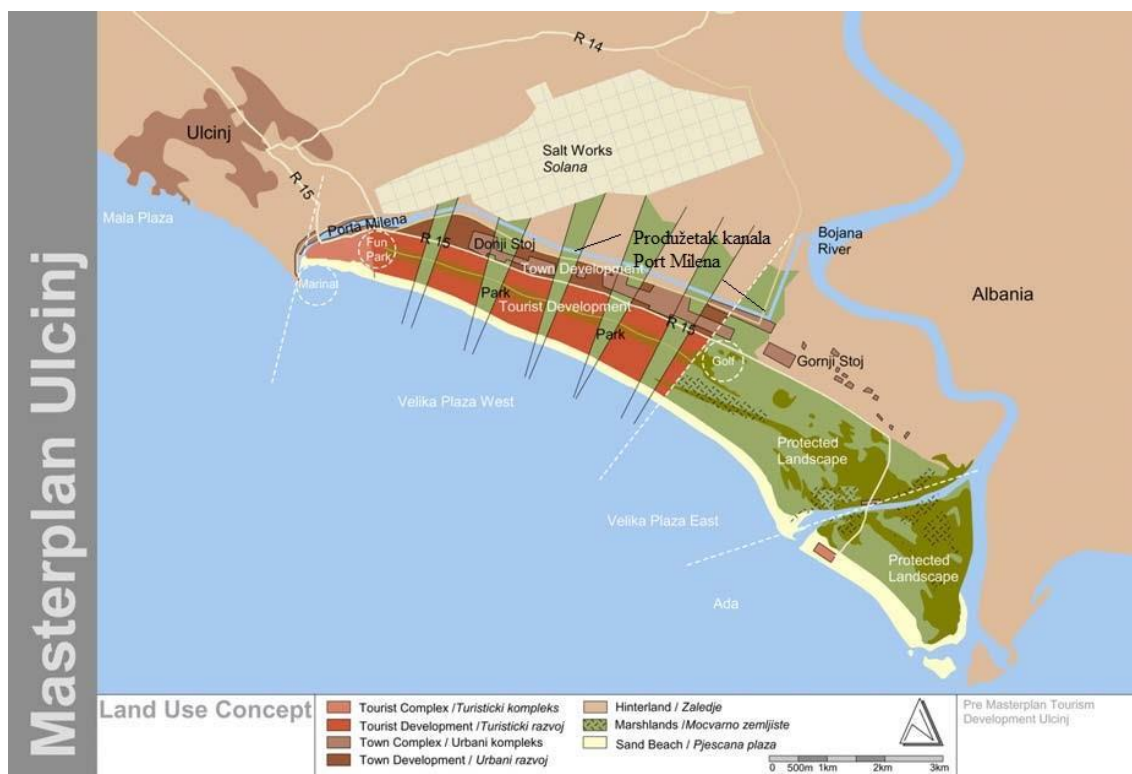 Masterplan Ulcinj
R 14
Ulcinj
Salt Works
Solana
R 15
Mala Plaza
Porta Milena
Fun
Park
R 15
Donji Stoj
Produžetak kanala
Port Milena
Bojana
River
Town Development
Marinat
Park
Tourist Development
Albania
Park
R 15
Golf
Gornji Stoj
Velika Plaza West
Protected
Landscape
Velika Plaza East
Protected
Landscape
Ada
Land Use Concept
Tourist Complex / Turisticki kompleks
Tourist Development / Turisticki razvoj
Town Complex / Urbani kompleks
Town Development / Urbani razvoj
Hinterland / Zaledje
Marshlands / Mocvarno zemljiste
Sand Beach / Pjescana plaza
0 500m 1km 2km 3km
Pre Masterplan Tourism
Development Ulcinj